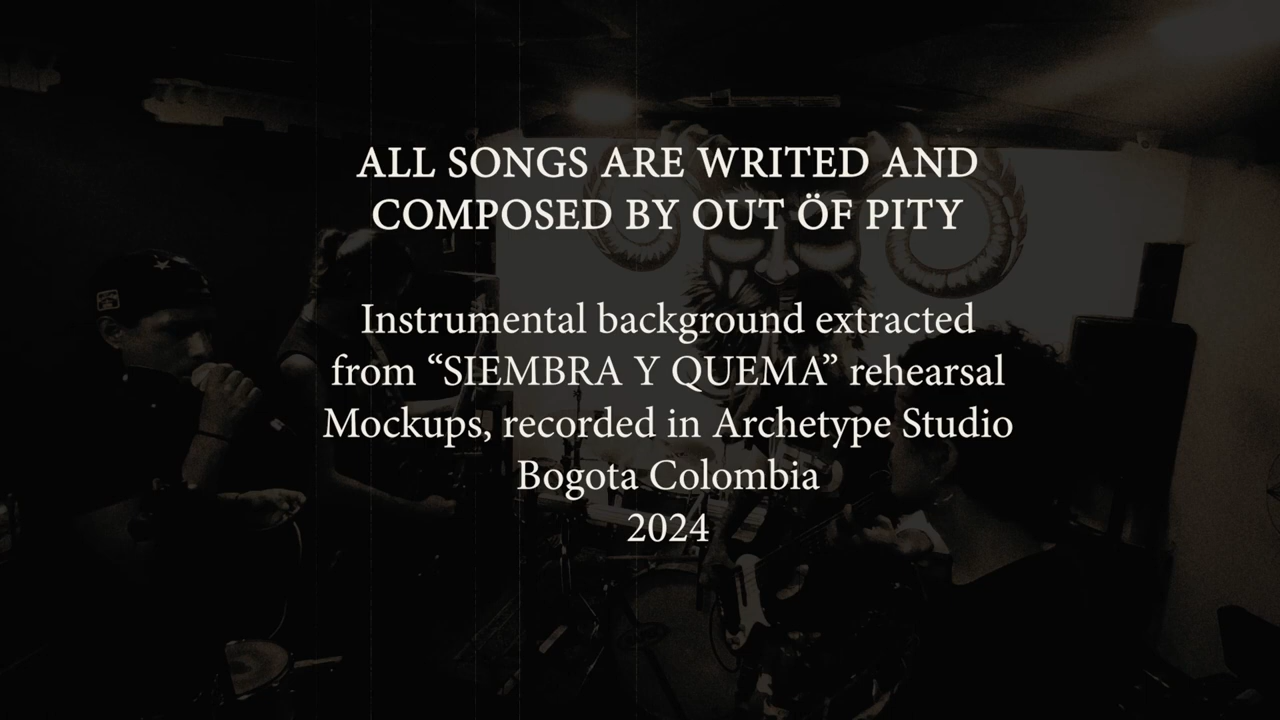 ALL SONGS ARE WRITED AND
COMPOSED BY OUT ÖF PITY
Instrumental background extracted
from “SIEMBRA Y QUEMA” rehearsal
Mockups, recorded in Archetype Studio
Bogota Colombia
2024